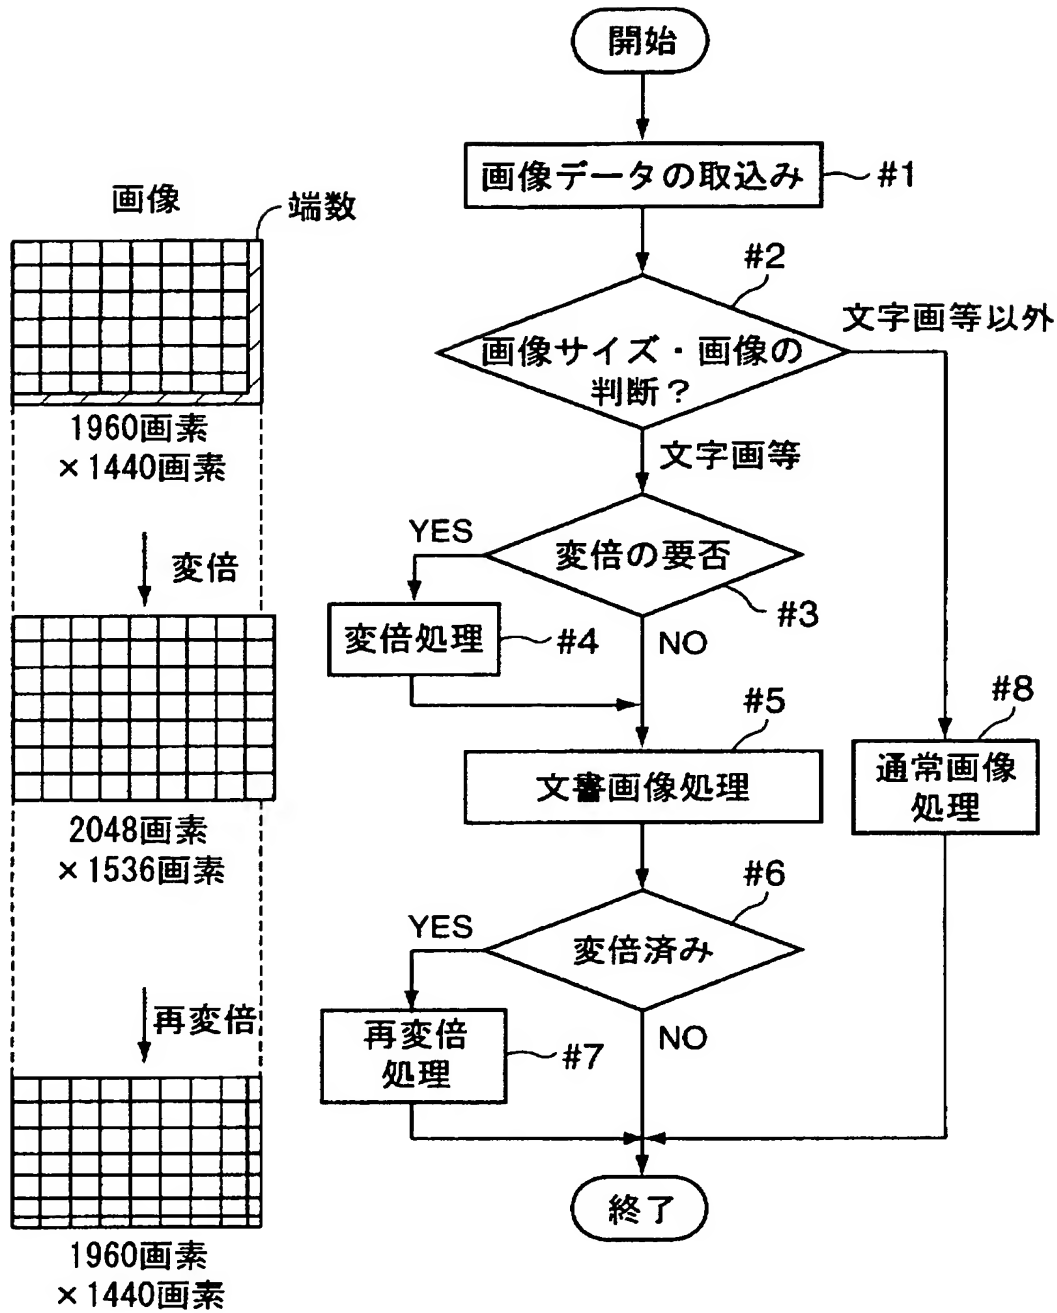 画像
端数
1960画素
×1440画素
変倍
2048画素
×1536画素
再変倍
1960画素
×1440画素
開始
画像データの取込み
#1
#2
画像サイズ・画像の
判断?
文字画等以外
文字画等
変倍の要否
#3
YES
NO
変倍処理
#4
#5
文書画像処理
#8
通常画像
処理
#6
変倍済み
YES
NO
再変倍
処理
#7
終了